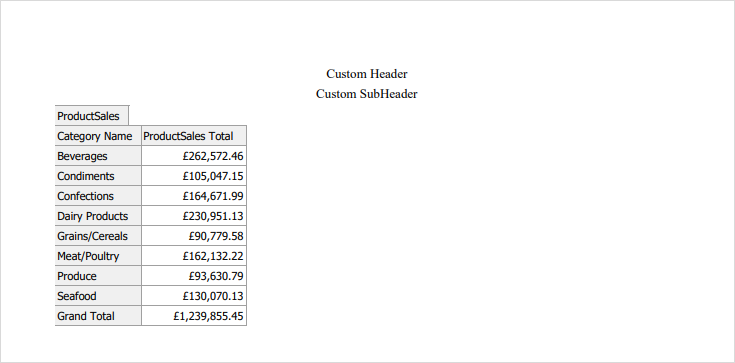 Custom Header
Custom SubHeader
ProductSales
Category Name ProductSales Total
Beverages £262,572.46
Condiments £105,047.15
Confections £164,671.99
Dairy Products £230,951.13
Grains/Cereals £90,779.58
Meat/Poultry £162,132.22
Produce £93,630.79
Seafood £130,070.13
Grand Total £1,239,855.45